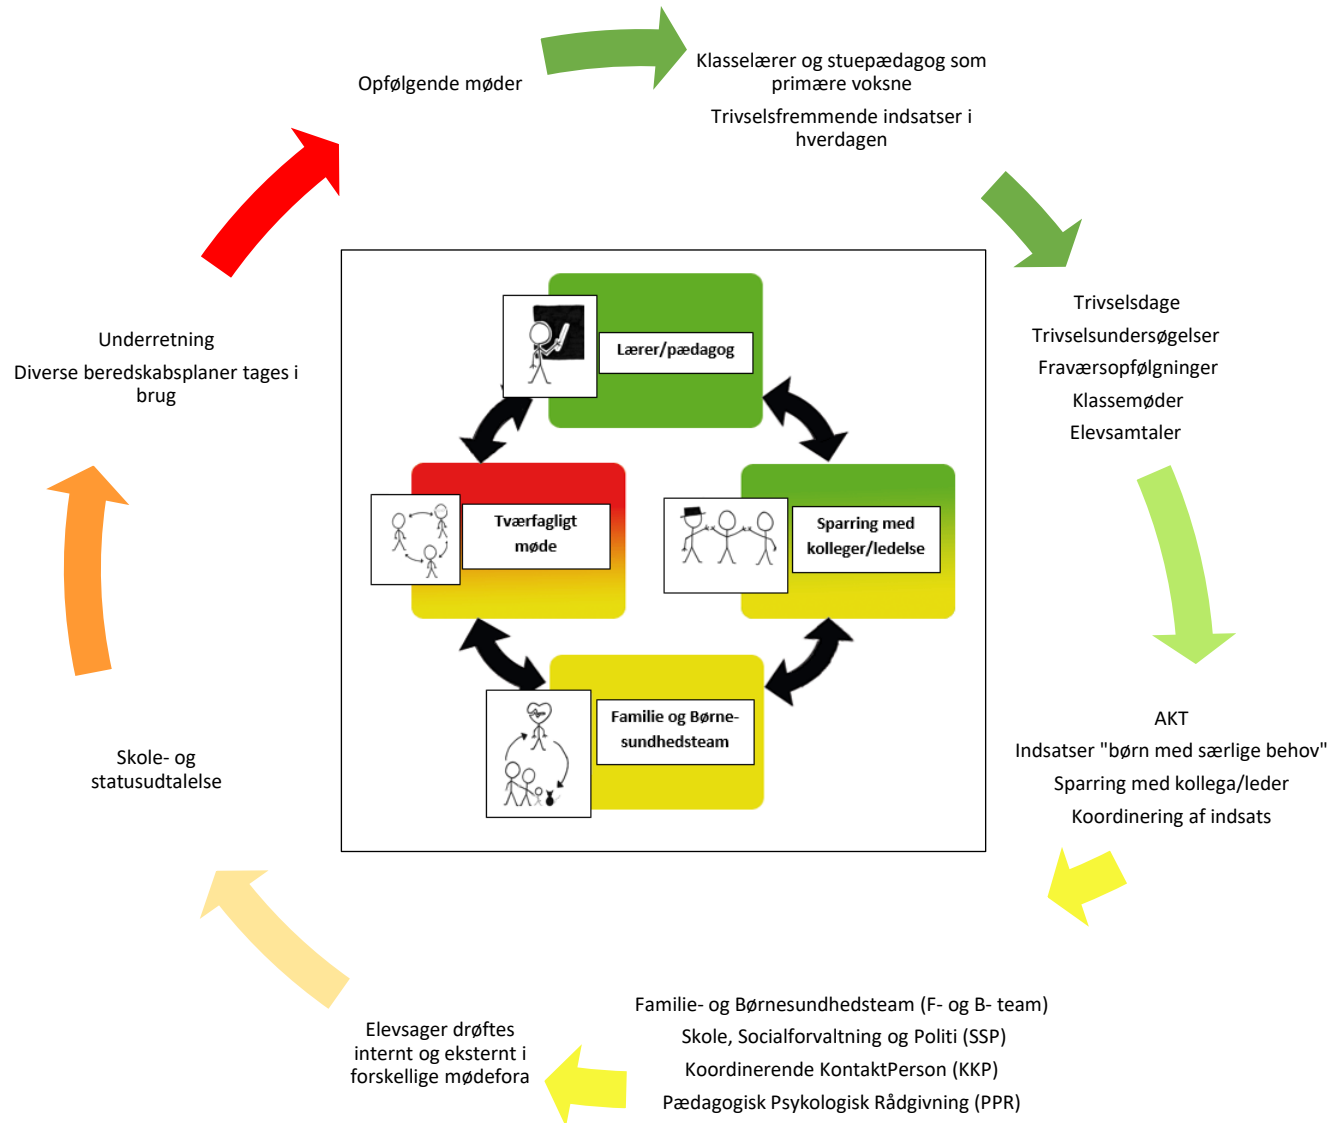 Opfølgende møder
Klasselærer og stuepædagog som
primære voksne
Trivselsfremmende indsatser i
hverdagen
Trivselsdage
Trivselsundersøgelser
Fraværsopfølgninger
Klassemøder
Elevsamtaler
AKT
Indsatser "børn med særlige behov"
Sparring med kollega/leder
Koordinering af indsats
Familie- og Børnesundhedsteam (F- og B- team)
Skole, Socialforvaltning og Politi (SSP)
Koordinerende KontaktPerson (KKP)
Pædagogisk Psykologisk Rådgivning (PPR)
Elevsager drøftes
internt og eksternt i
forskellige mødefora
Skole- og
statusudtalelse
Underretning
Diverse beredskabsplaner tages i
brug
Lærer/pædagog
Sparring med
kolleger/ledelse
Familie og Børne-
sundhedsteam
Tværfagligt
møde